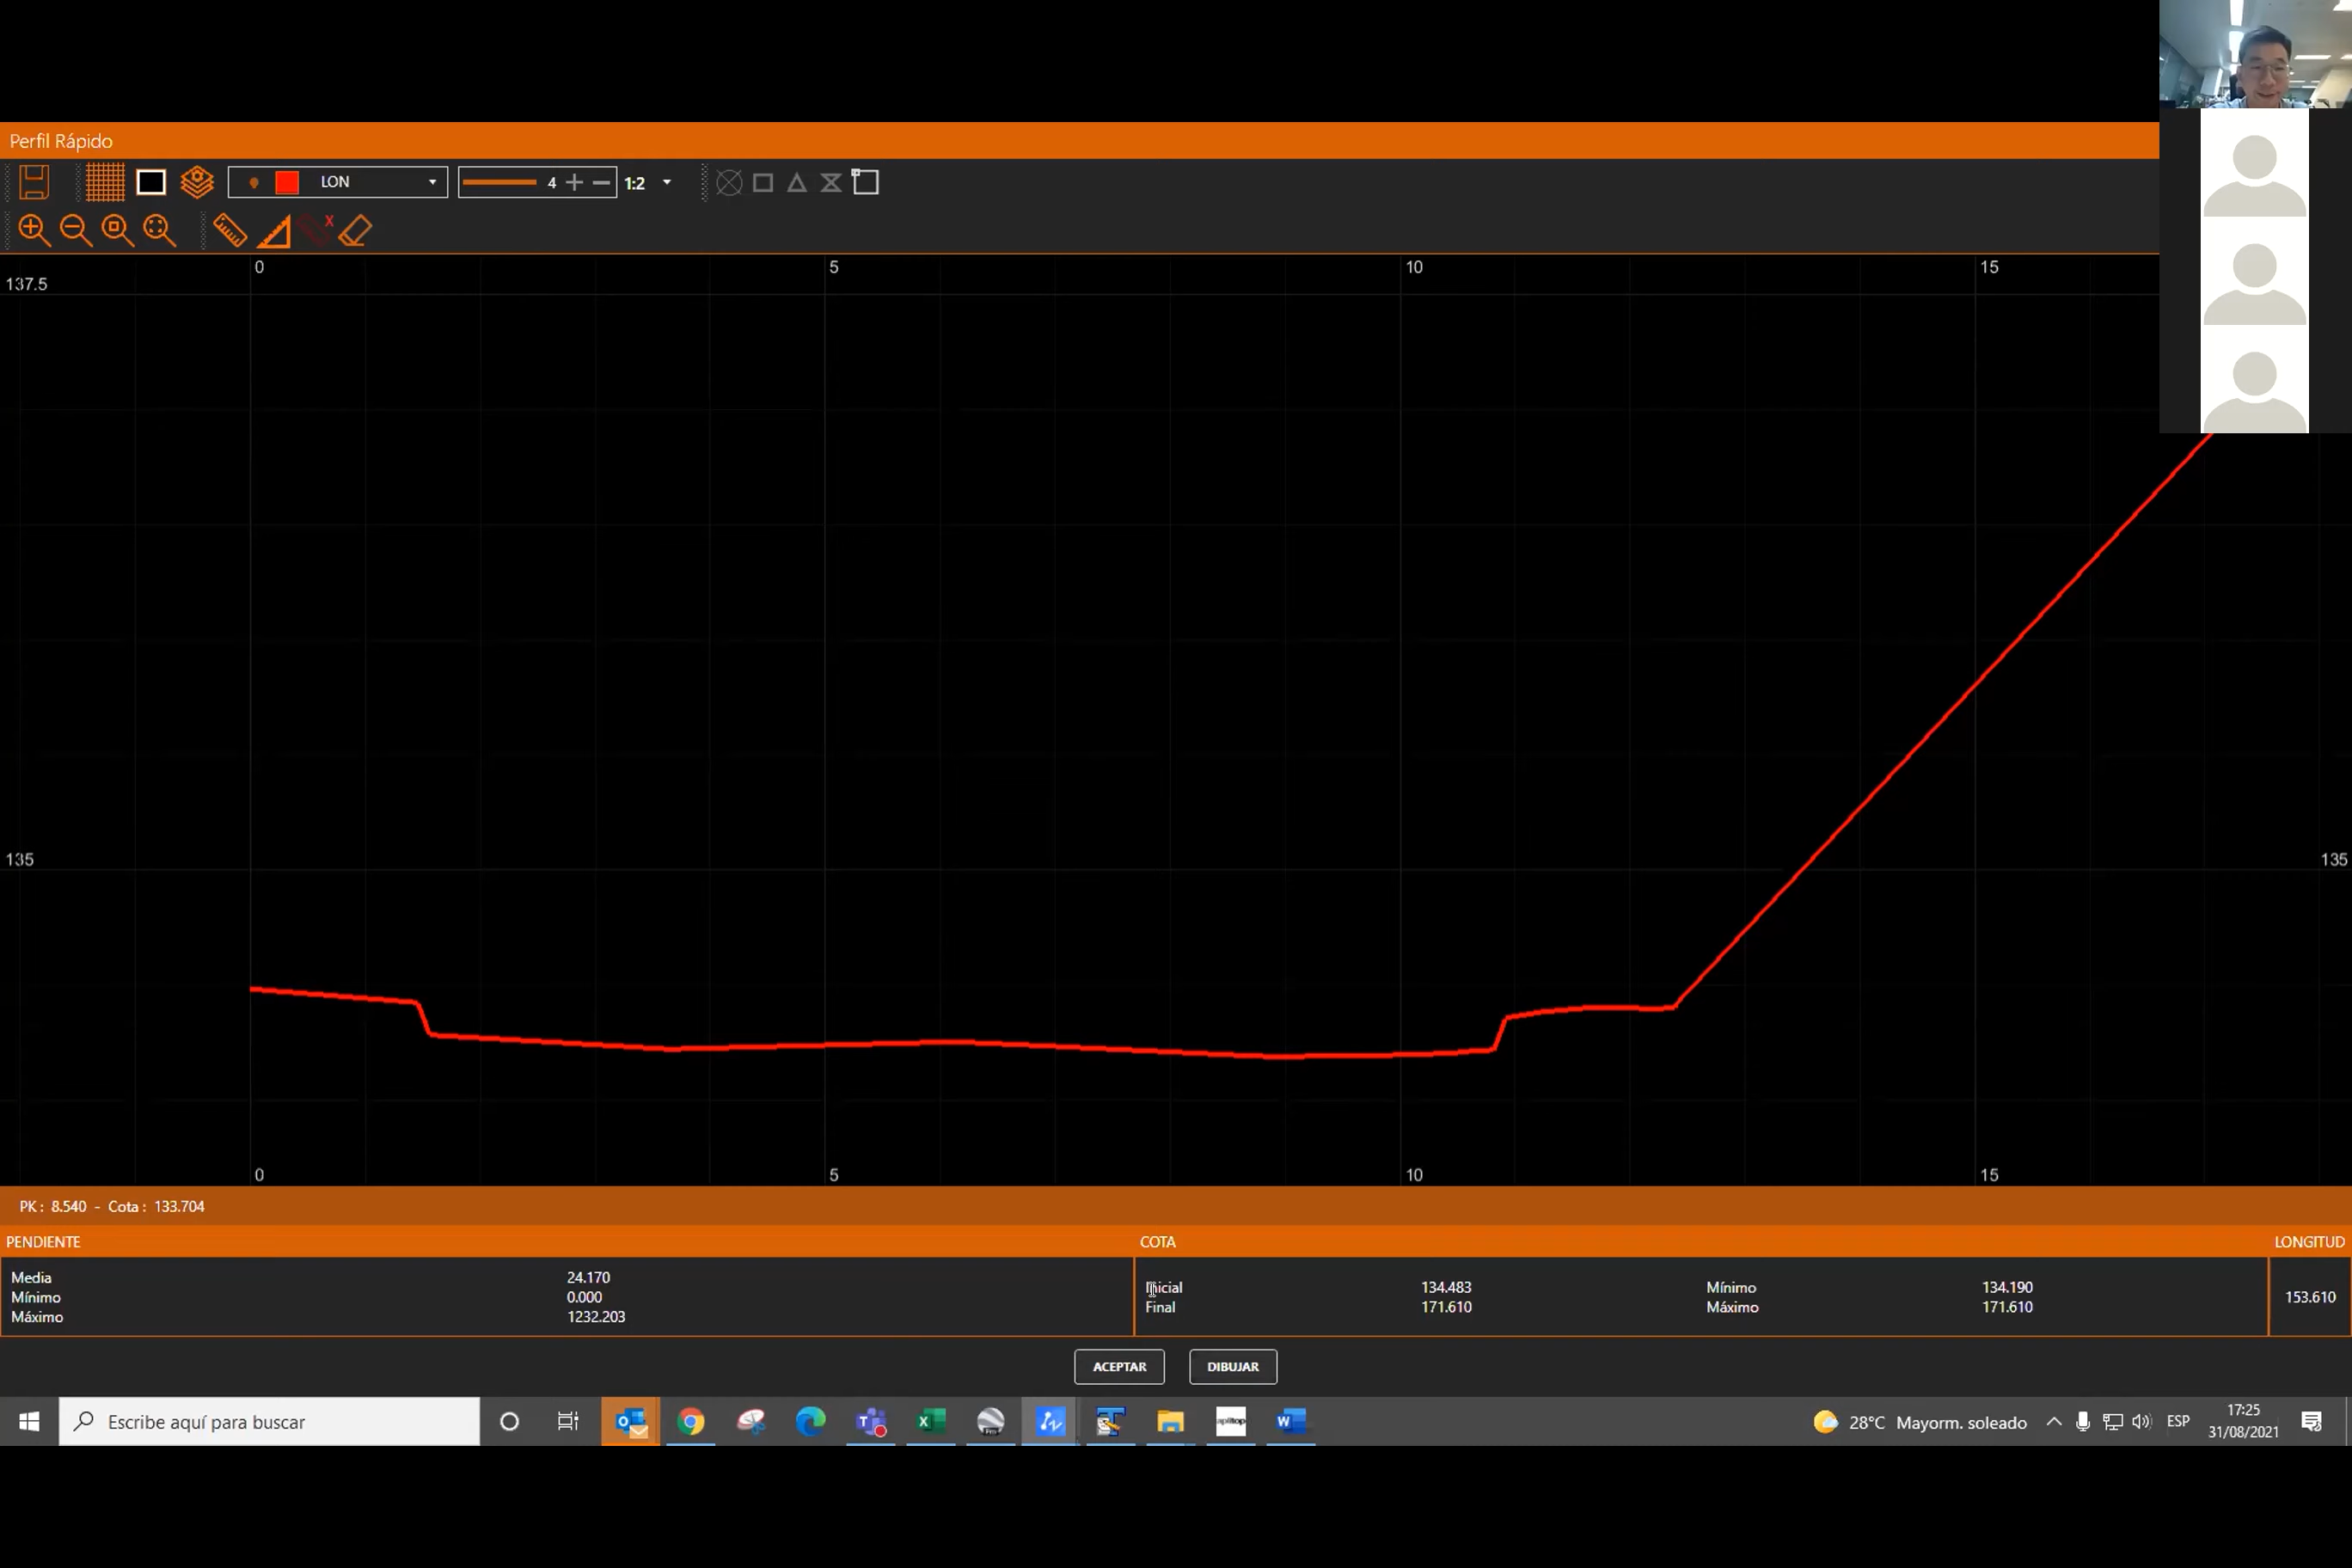 Perfil Rápido
LON
4
1:2
0 5 10 15
137.5
135 135
0 5 10 15
PK : 8.540 - Cota : 133.704
PENDIENTE COTA LONGITUD
Media 24.170
Mínimo 0.000
Máximo 1232.203
Inicial 134.483 Mínimo 134.190
Final 171.610 Máximo 171.610
153.610
ACEPTAR DIBUJAR
Escribe aquí para buscar
aplitop
28°C Mayorm. soleado
ESP
17:25
31/08/2021